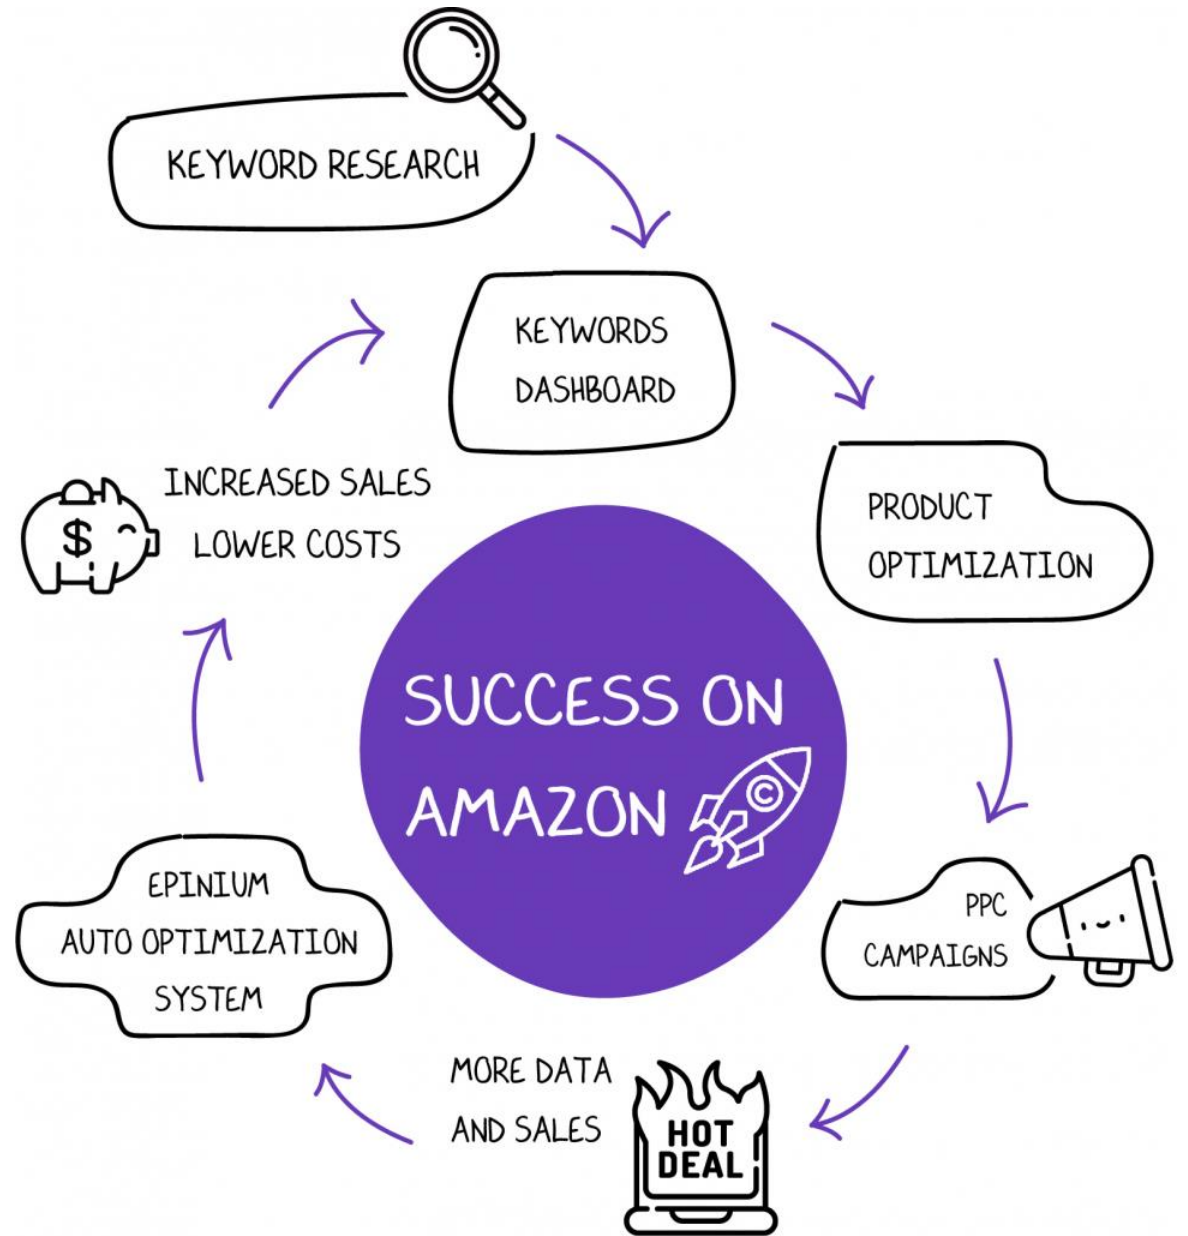 KEYWORD RESEARCH
KEYWORDS
DASHBOARD
PRODUCT
OPTIMIZATION
PPC
CAMPAIGNS
MORE DATA
AND SALES
HOT
DEAL
EPINIUM
AUTO OPTIMIZATION
SYSTEM
INCREASED SALES
LOWER COSTS
$
SUCCESS ON
AMAZON
©